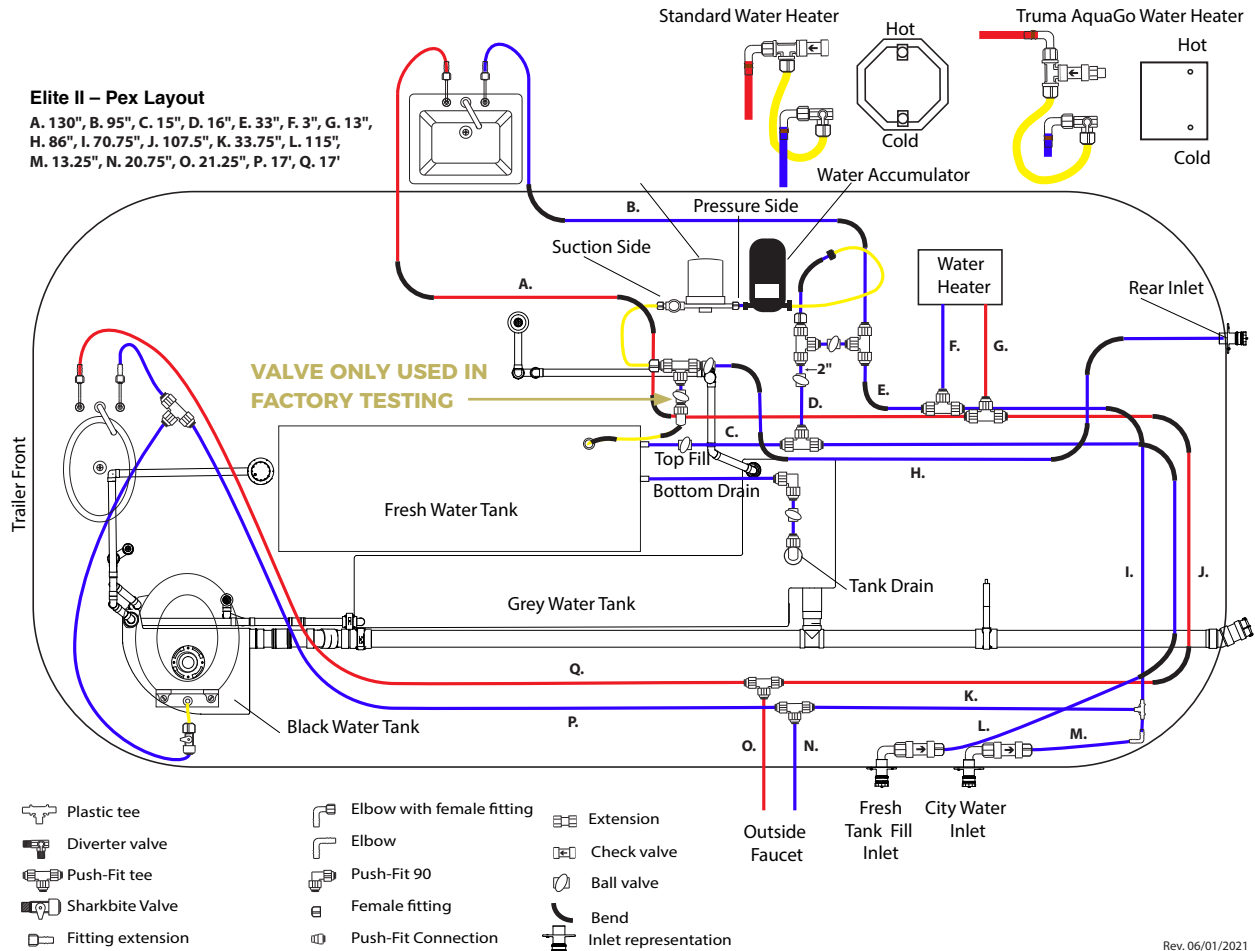 Standard Water Heater
Truma AquaGo Water Heater
Hot
Hot
Cold
Cold
Elite II – Pex Layout
A. 130", B. 95", C. 15", D. 16", E. 33", F. 3", G. 13",
H. 86", I. 70.75", J. 107.5", K. 33.75", L. 115",
M. 13.25", N. 20.75", O. 21.25", P. 17', Q. 17'
Water Accumulator
B.
Pressure Side
Suction Side
Water
Heater
A.
Rear Inlet
F.
G.
VALVE ONLY USED IN
FACTORY TESTING
←2"
E.
D.
C.
Top Fill
H.
Bottom Drain
Trailer Front
Fresh Water Tank
Tank Drain
I.
J.
Grey Water Tank
Q.
K.
Black Water Tank
P.
L.
M.
O.
N.
Outside
Faucet
Fresh
Tank Fill
Inlet
City Water
Inlet
Plastic tee
Diverter valve
Push-Fit tee
Sharkbite Valve
Fitting extension
Elbow with female fitting
Elbow
Push-Fit 90
Female fitting
Push-Fit Connection
Extension
Check valve
Ball valve
Bend
Inlet representation
Rev. 06/01/2021